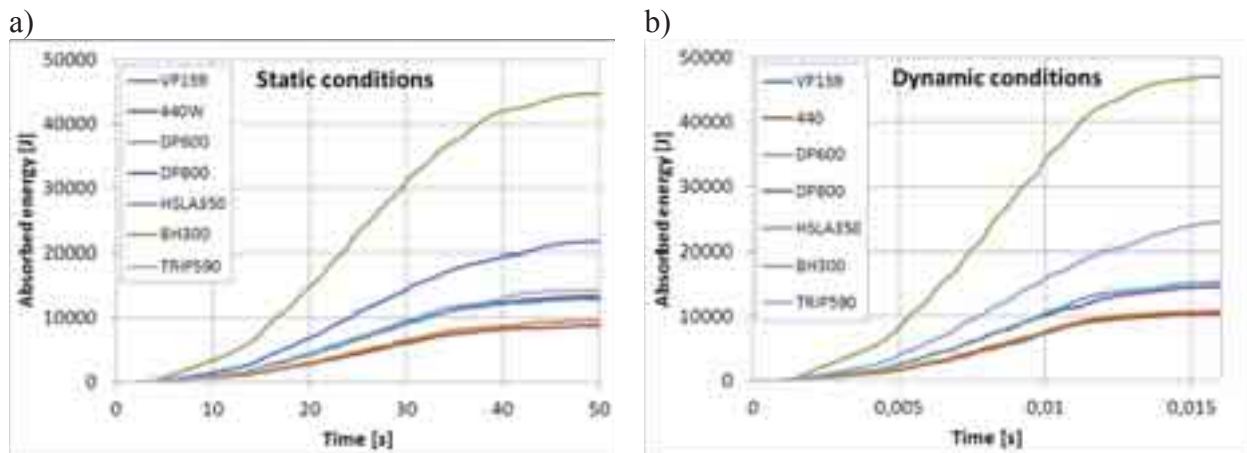 a)
b)
Static conditions
50000
40000
30000
20000
10000
0
Absorbed energy [J]
VP159
440W
DP600
DP800
HSLA350
BH300
TRIP590
0 10 20 30 40 50
Time [s]
Dynamic conditions
50000
40000
30000
20000
10000
0
Absorbed energy [J]
VP159
440
DP600
DP800
HSLA350
BH300
TRIP590
0 0,005 0,01 0,015
Time [s]